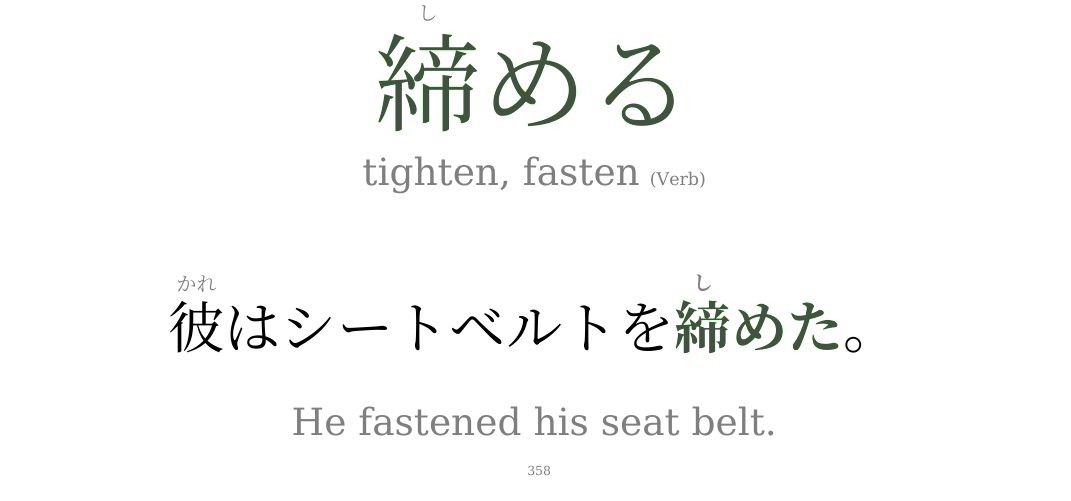 し
締める
tighten, fasten (Verb)
かれ し
彼はシートベルトを締めた。
He fastened his seat belt.
358